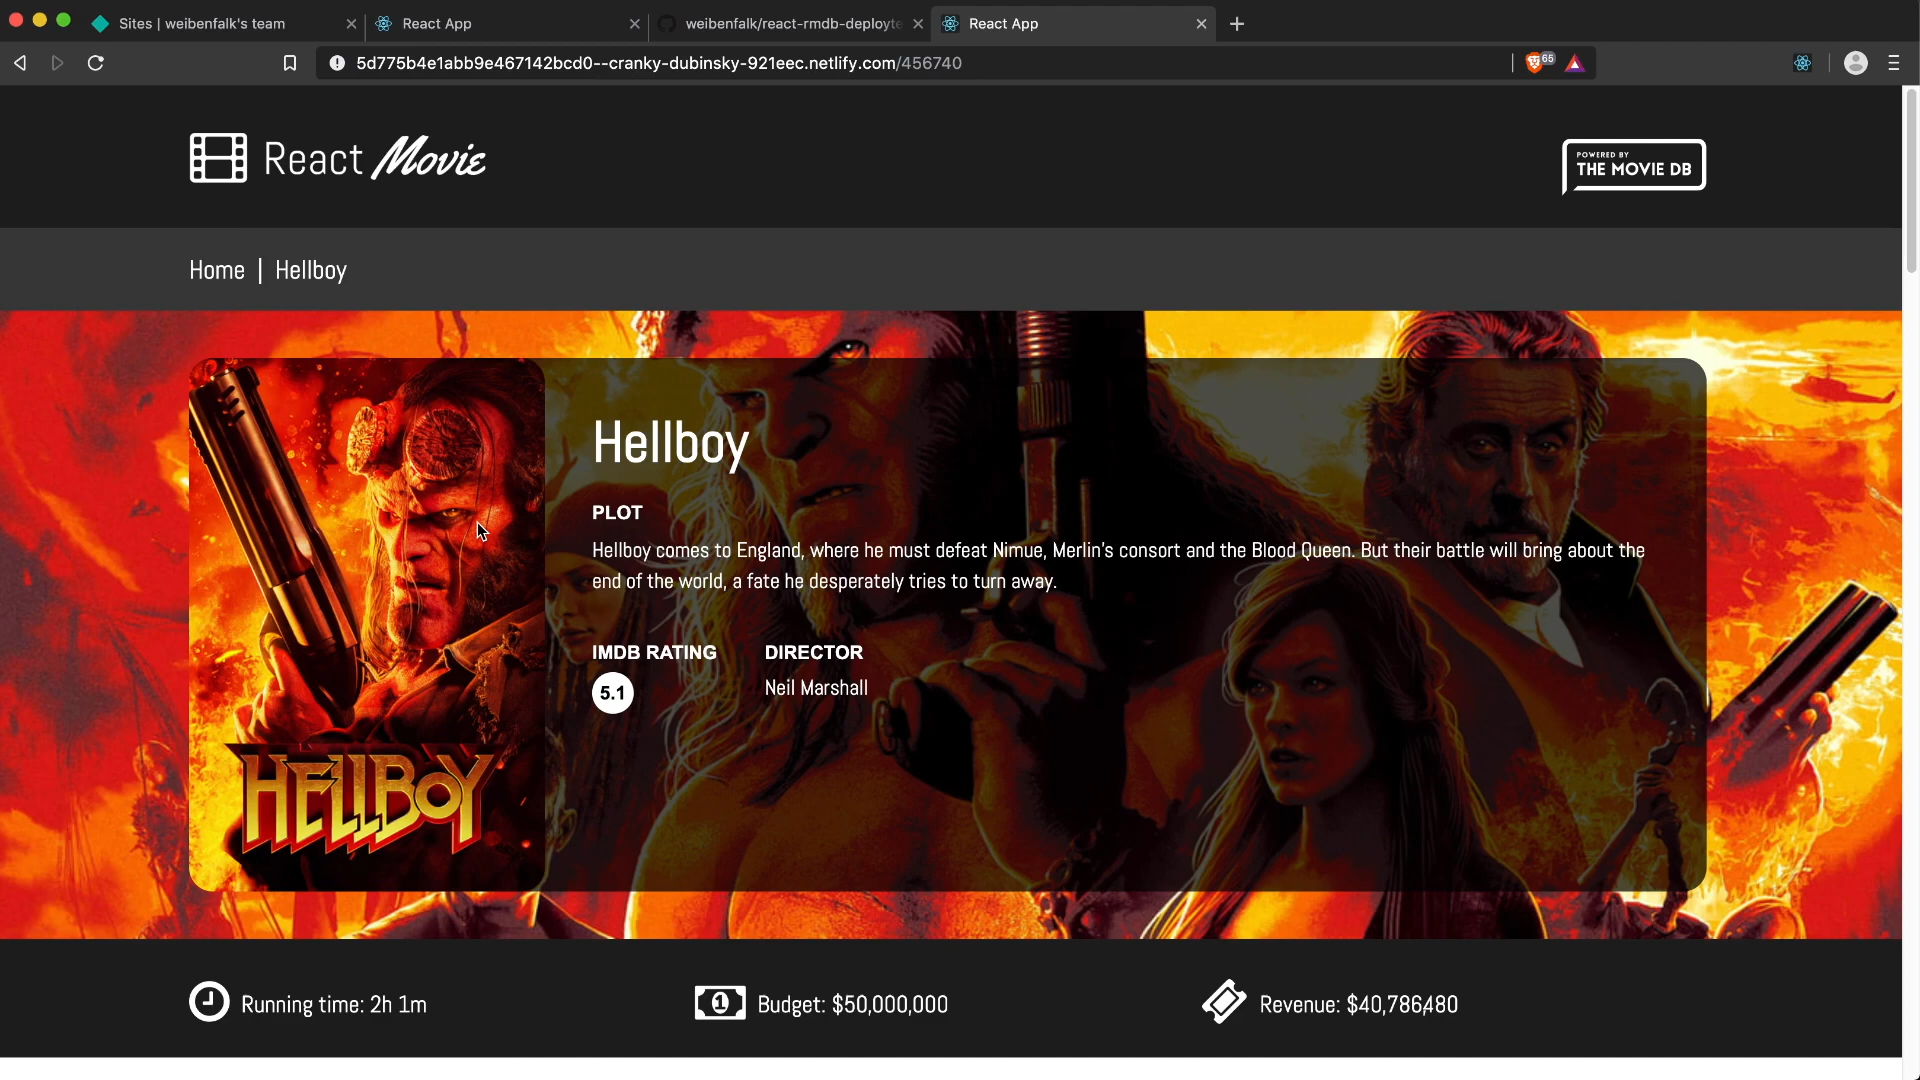 Sites | weibenfalk's team
React App
weibenfalk/react-rmdb-deployte
React App
5d775b4e1abb9e467142bcd0--cranky-dubinsky-921eec.netlify.com/456740
65
React Movie
POWERED BY
THE MOVIE DB
Home | Hellboy
Hellboy
PLOT
Hellboy comes to England, where he must defeat Nimue, Merlin's consort and the Blood Queen. But their battle will bring about the
end of the world, a fate he desperately tries to turn away.
IMDB RATING
DIRECTOR
5.1
Neil Marshall
HELLBOY
Running time: 2h 1m
Budget: $50,000,000
Revenue: $40,786,480